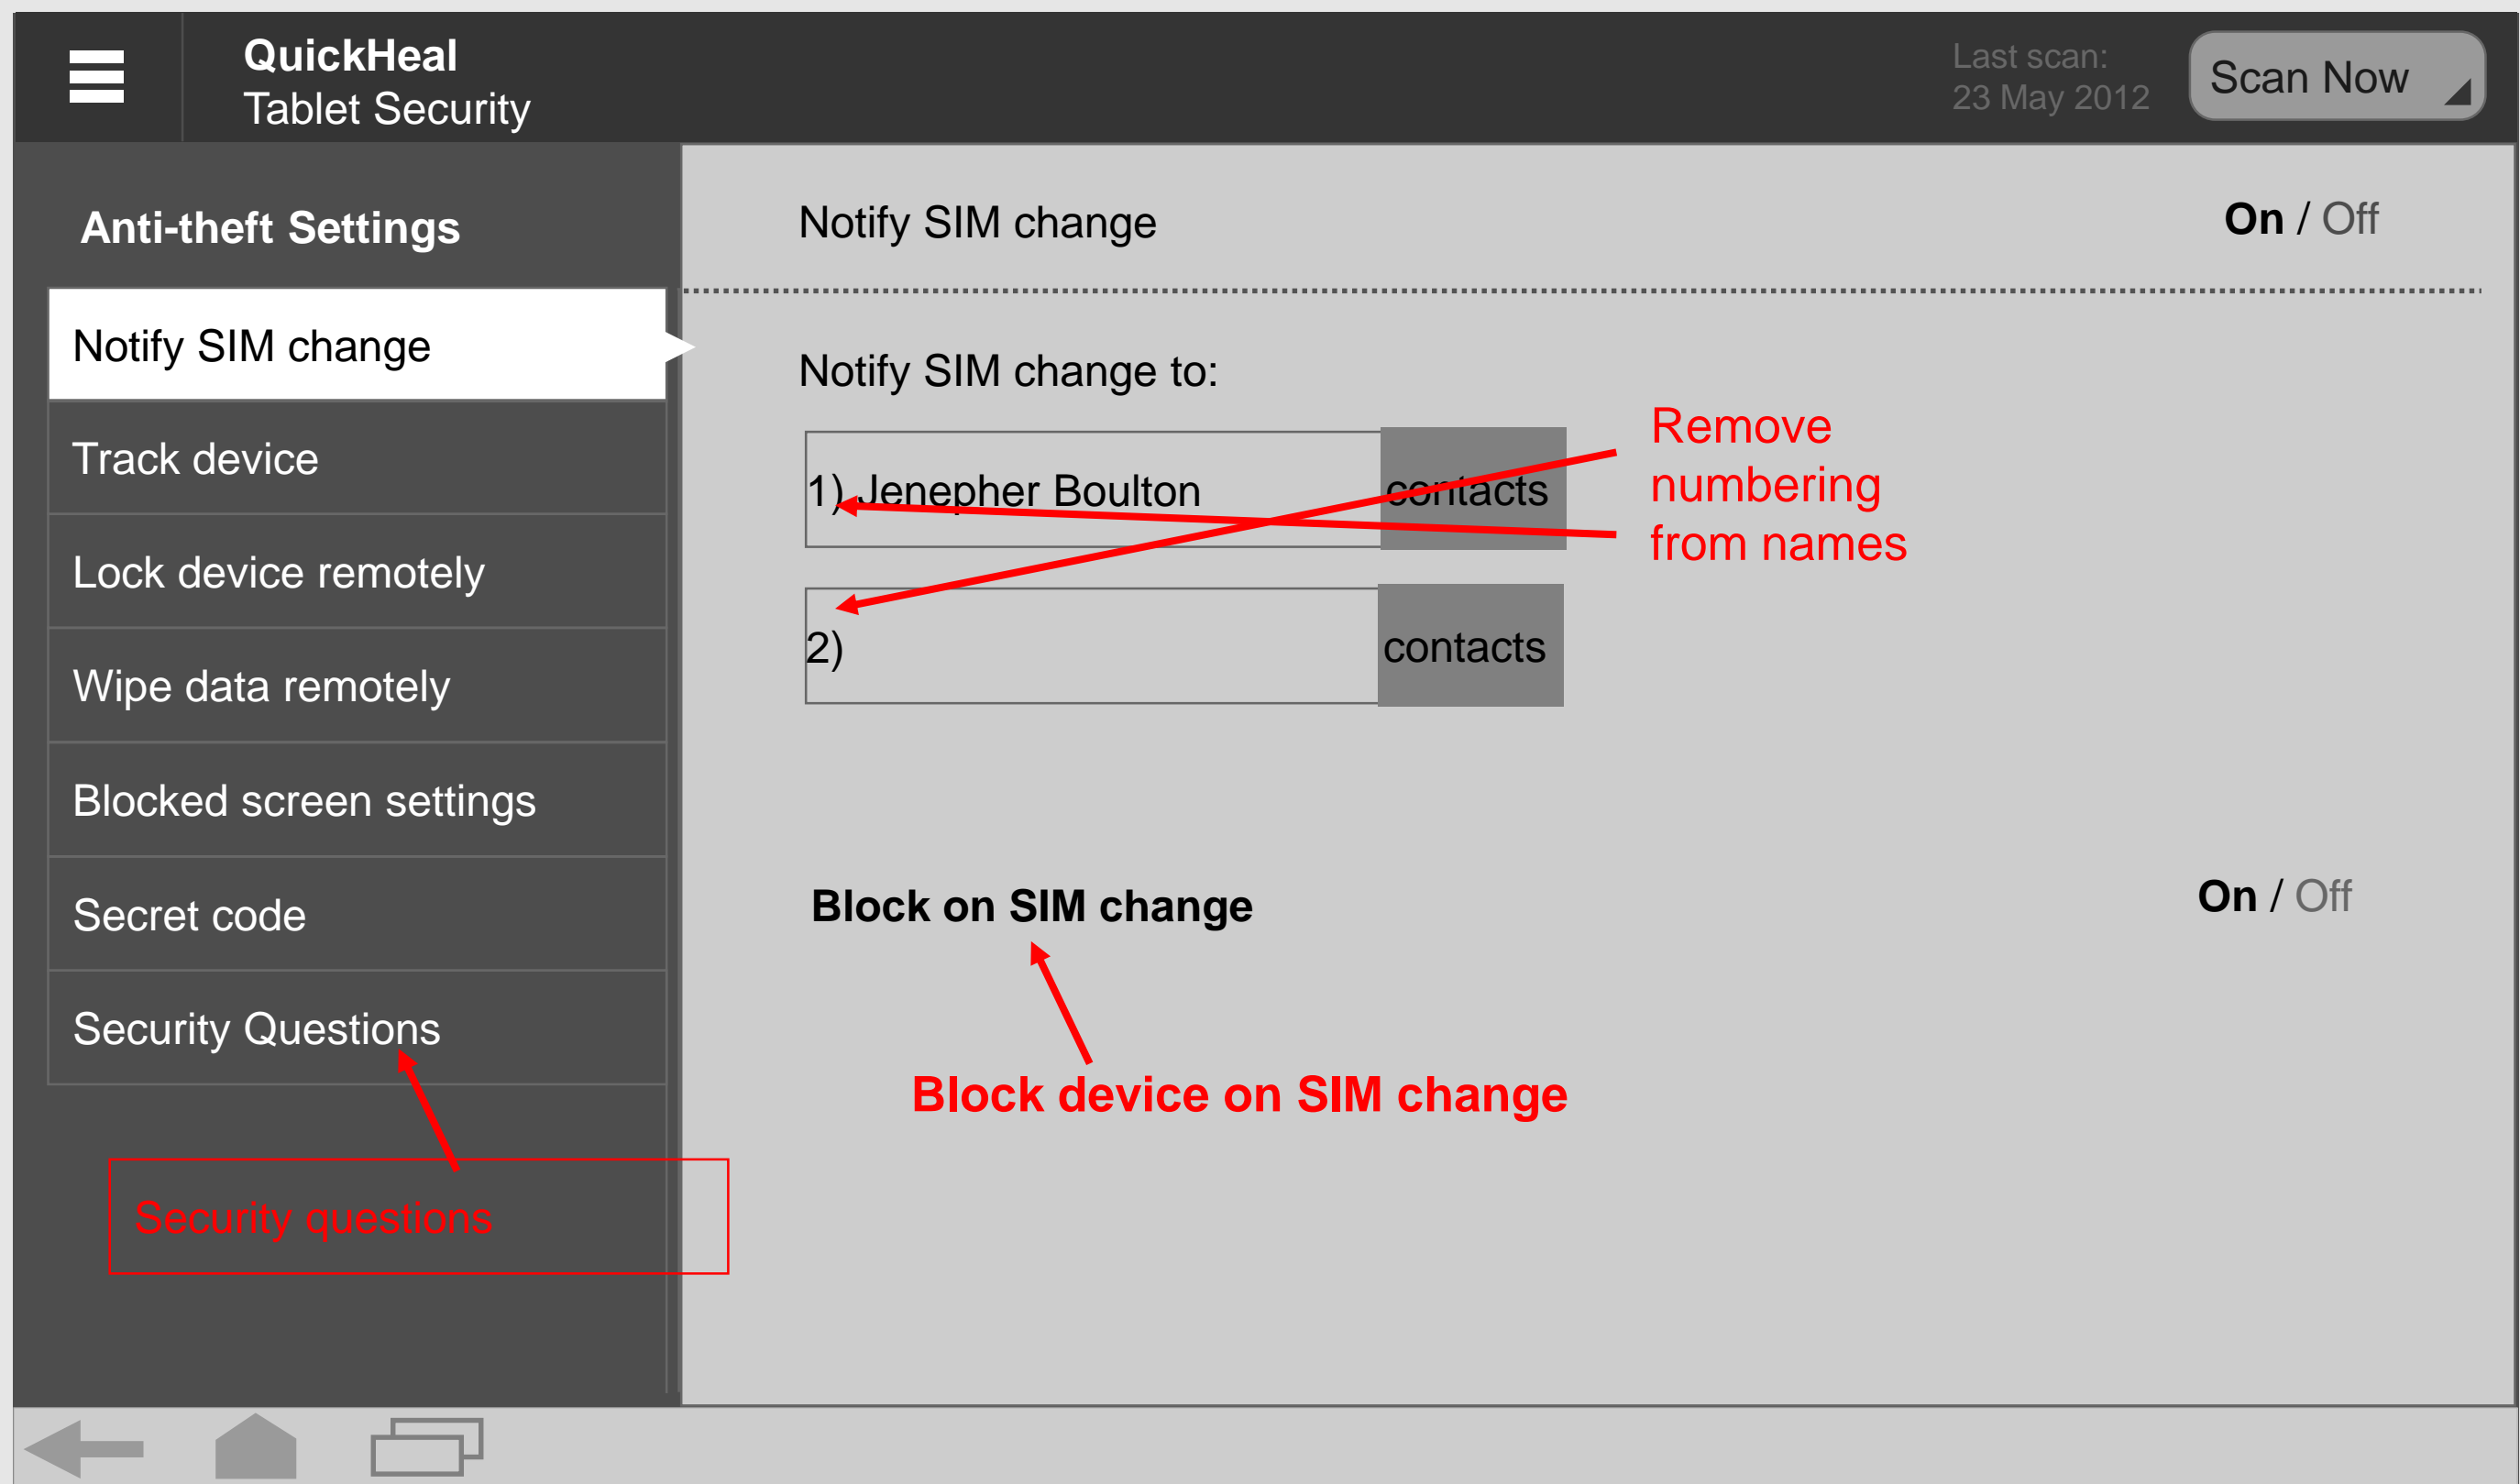 QuickHeal
Tablet Security
Last scan:
23 May 2012
Scan Now
Anti-theft Settings
Notify SIM change
Track device
Lock device remotely
Wipe data remotely
Blocked screen settings
Secret code
Security Questions
Security questions
Notify SIM change
On / Off
Notify SIM change to:
1) Jenepher Boulton
contacts
2)
contacts
Remove
numbering
from names
Block on SIM change
On / Off
Block device on SIM change